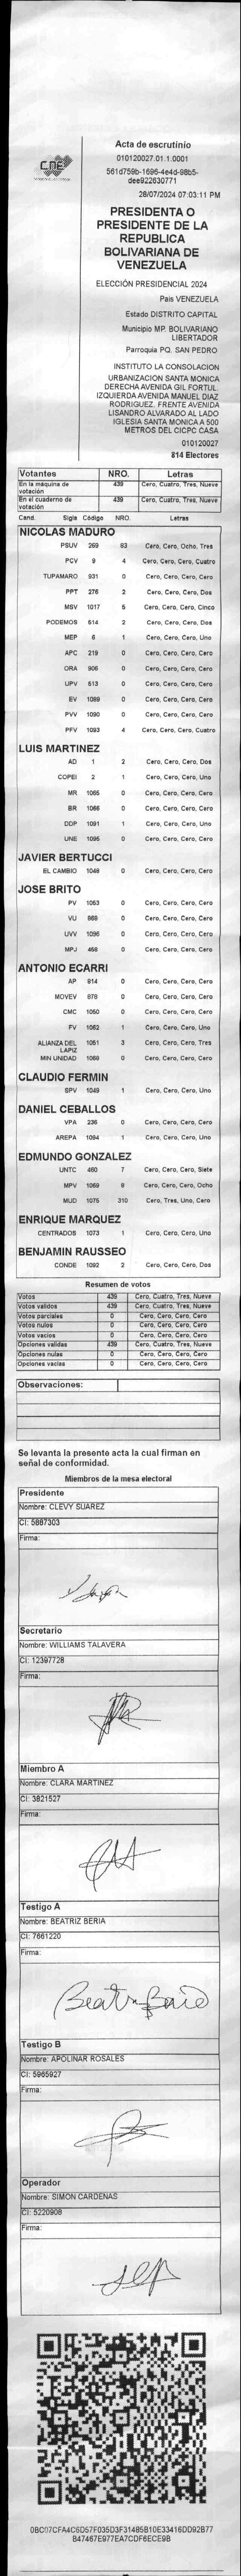 CNE
Acta de escrutinio
010120027.01.1.0001
561d759b-1696-4e4d-98b5-
dee922630771
28/07/2024 07:03:11 PM
PRESIDENTA O
PRESIDENTE DE LA
REPUBLICA
BOLIVARIANA DE
VENEZUELA
ELECCIÓN PRESIDENCIAL 2024
Pais VENEZUELA
Estado DISTRITO CAPITAL
Municipio MP. BOLIVARIANO
LIBERTADOR
Parroquia PQ. SAN PEDRO
INSTITUTO LA CONSOLACION
URBANIZACIÓN SANTA MONICA
DERECHA AVENIDA GIL FORTUL.
IZQUIERDA AVENIDA MANUEL DIAZ
RODRIGUEZ. FRENTE AVENIDA
LISANDRO ALVARADO AL LADO
IGLESIA SANTA MONICA A 500
METROS DEL CICPC CASA
010120027
814 Electores
Votantes NRO. Letras
En la máquina de votación 439 Cero, Cuatro, Tres, Nueve
En el cuaderno de votación 439 Cero, Cuatro, Tres, Nueve
Cand. Sigla Código NRO. Letras
NICOLAS MADURO
PSUV 269 83 Cero, Cero, Ocho, Tres
PCV 9 4 Cero, Cero, Cero, Cuatro
TUPAMARO 931 0 Cero, Cero, Cero, Cero
PPT 276 2 Cero, Cero, Cero, Dos
MSV 1017 5 Cero, Cero, Cero, Cinco
PODEMOS 514 2 Cero, Cero, Cero, Dos
MEP 6 1 Cero, Cero, Cero, Uno
APC 219 0 Cero, Cero, Cero, Cero
ORA 906 0 Cero, Cero, Cero, Cero
UPV 513 0 Cero, Cero, Cero, Cero
EV 1089 0 Cero, Cero, Cero, Cero
PVV 1090 0 Cero, Cero, Cero, Cero
PFV 1093 4 Cero, Cero, Cero, Cuatro
LUIS MARTINEZ
AD 1 2 Cero, Cero, Cero, Dos
COPEI 2 1 Cero, Cero, Cero, Uno
MR 1065 0 Cero, Cero, Cero, Cero
BR 1066 0 Cero, Cero, Cero, Cero
DDP 1091 1 Cero, Cero, Cero, Uno
UNE 1095 0 Cero, Cero, Cero, Cero
JAVIER BERTUCCI
EL CAMBIO 1048 0 Cero, Cero, Cero, Cero
JOSE BRITO
PV 1053 0 Cero, Cero, Cero, Cero
VU 868 0 Cero, Cero, Cero, Cero
UVV 1096 0 Cero, Cero, Cero, Cero
MPJ 458 0 Cero, Cero, Cero, Cero
ANTONIO ECARRI
AP 814 0 Cero, Cero, Cero, Cero
MOVEV 878 0 Cero, Cero, Cero, Cero
CMC 1050 0 Cero, Cero, Cero, Cero
FV 1062 1 Cero, Cero, Cero, Uno
ALIANZA DEL LAPIZ 1051 3 Cero, Cero, Cero, Tres
MIN UNIDAD 1088 0 Cero, Cero, Cero, Cero
CLAUDIO FERMIN
SPV 1049 1 Cero, Cero, Cero, Uno
DANIEL CEBALLOS
VPA 236 0 Cero, Cero, Cero, Cero
AREPA 1094 1 Cero, Cero, Cero, Uno
EDMUNDO GONZALEZ
UNTC 460 7 Cero, Cero, Cero, Siete
MPV 1069 8 Cero, Cero, Cero, Ocho
MUD 1075 310 Cero, Tres, Uno, Cero
ENRIQUE MARQUEZ
CENTRADOS 1073 1 Cero, Cero, Cero, Uno
BENJAMIN RAUSSEO
CONDE 1092 2 Cero, Cero, Cero, Dos
Resumen de votos
Votos 439 Cero, Cuatro, Tres, Nueve
Votos validos 439 Cero, Cuatro, Tres, Nueve
Votos parciales 0 Cero, Cero, Cero, Cero
Votos nulos 0 Cero, Cero, Cero, Cero
Votos vacios 0 Cero, Cero, Cero, Cero
Opciones validas 439 Cero, Cuatro, Tres, Nueve
Opciones nulas 0 Cero, Cero, Cero, Cero
Opciones vacias 0 Cero, Cero, Cero, Cero
Observaciones:
Se levanta la presente acta la cual firman en
señal de conformidad.
Miembros de la mesa electoral
Presidente
Nombre: CLEVY SUAREZ
CI: 5887303
Firma:
Secretario
Nombre: WILLIAMS TALAVERA
CI: 12397728
Firma:
Miembro A
Nombre: CLARA MARTINEZ
CI: 3821527
Firma:
Testigo A
Nombre: BEATRIZ BERIA
CI: 7661220
Firma:
Testigo B
Nombre: APOLINAR ROSALES
CI: 5965927
Firma:
Operador
Nombre: SIMON CARDENAS
CI: 5220908
Firma:
0BC07CFA4C6D57F035D3F31485B10E33416DD92B77
B47467E977EA7CDF6ECE9B